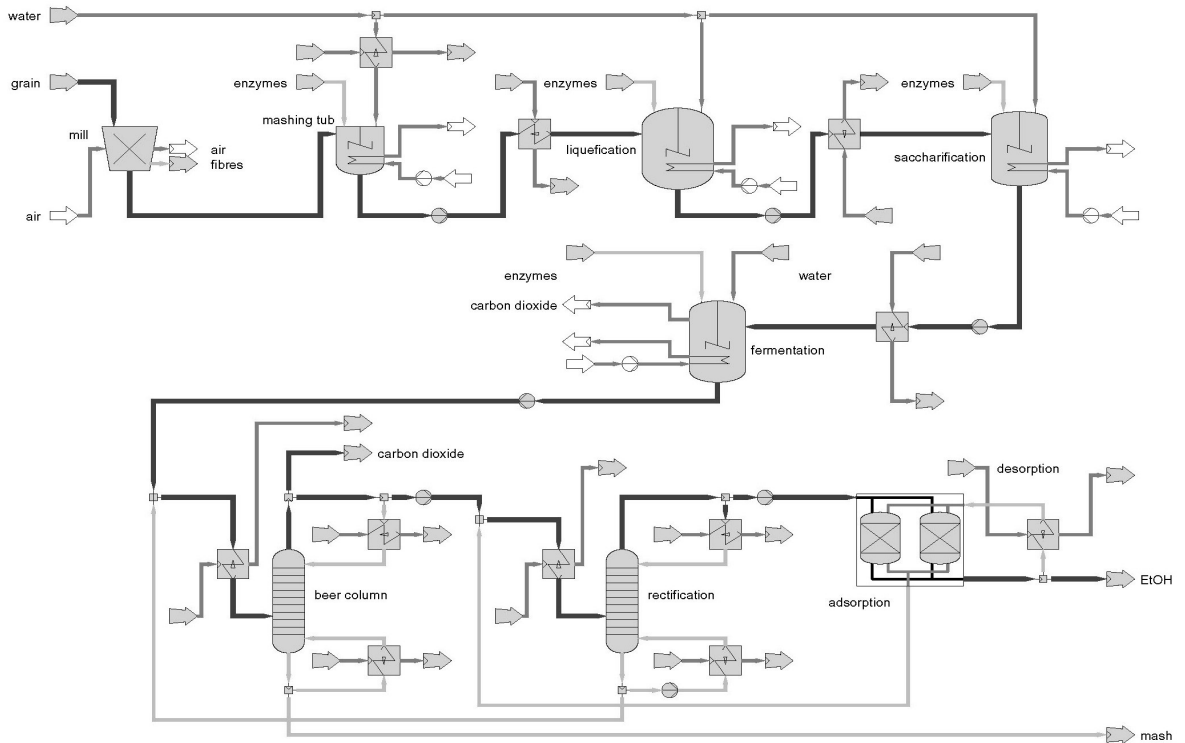 water
grain
enzymes
enzymes
enzymes
mashing tub
mill
air
fibres
liquefication
saccharification
air
enzymes
water
carbon dioxide
fermentation
carbon dioxide
desorption
EtOH
beer column
rectification
adsorption
mash